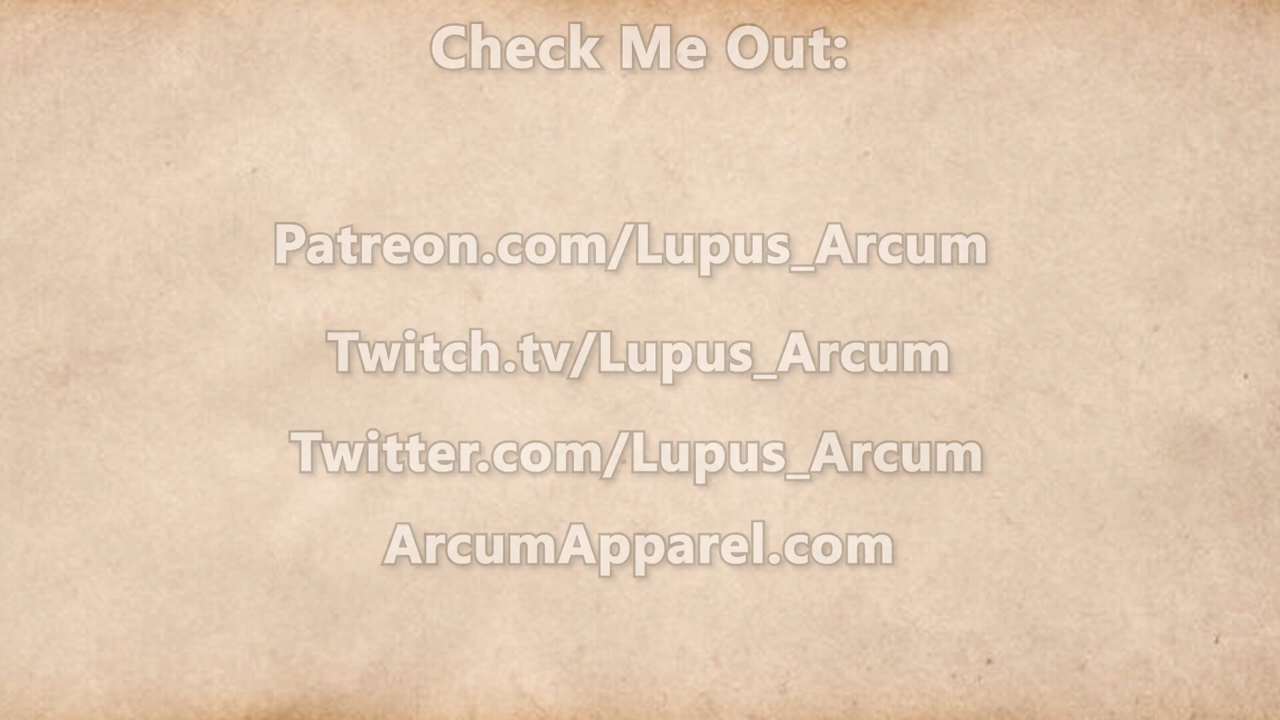 Check Me Out:
Patreon.com/Lupus_Arcum
Twitch.tv/Lupus_Arcum
Twitter.com/Lupus_Arcum
ArcumApparel.com